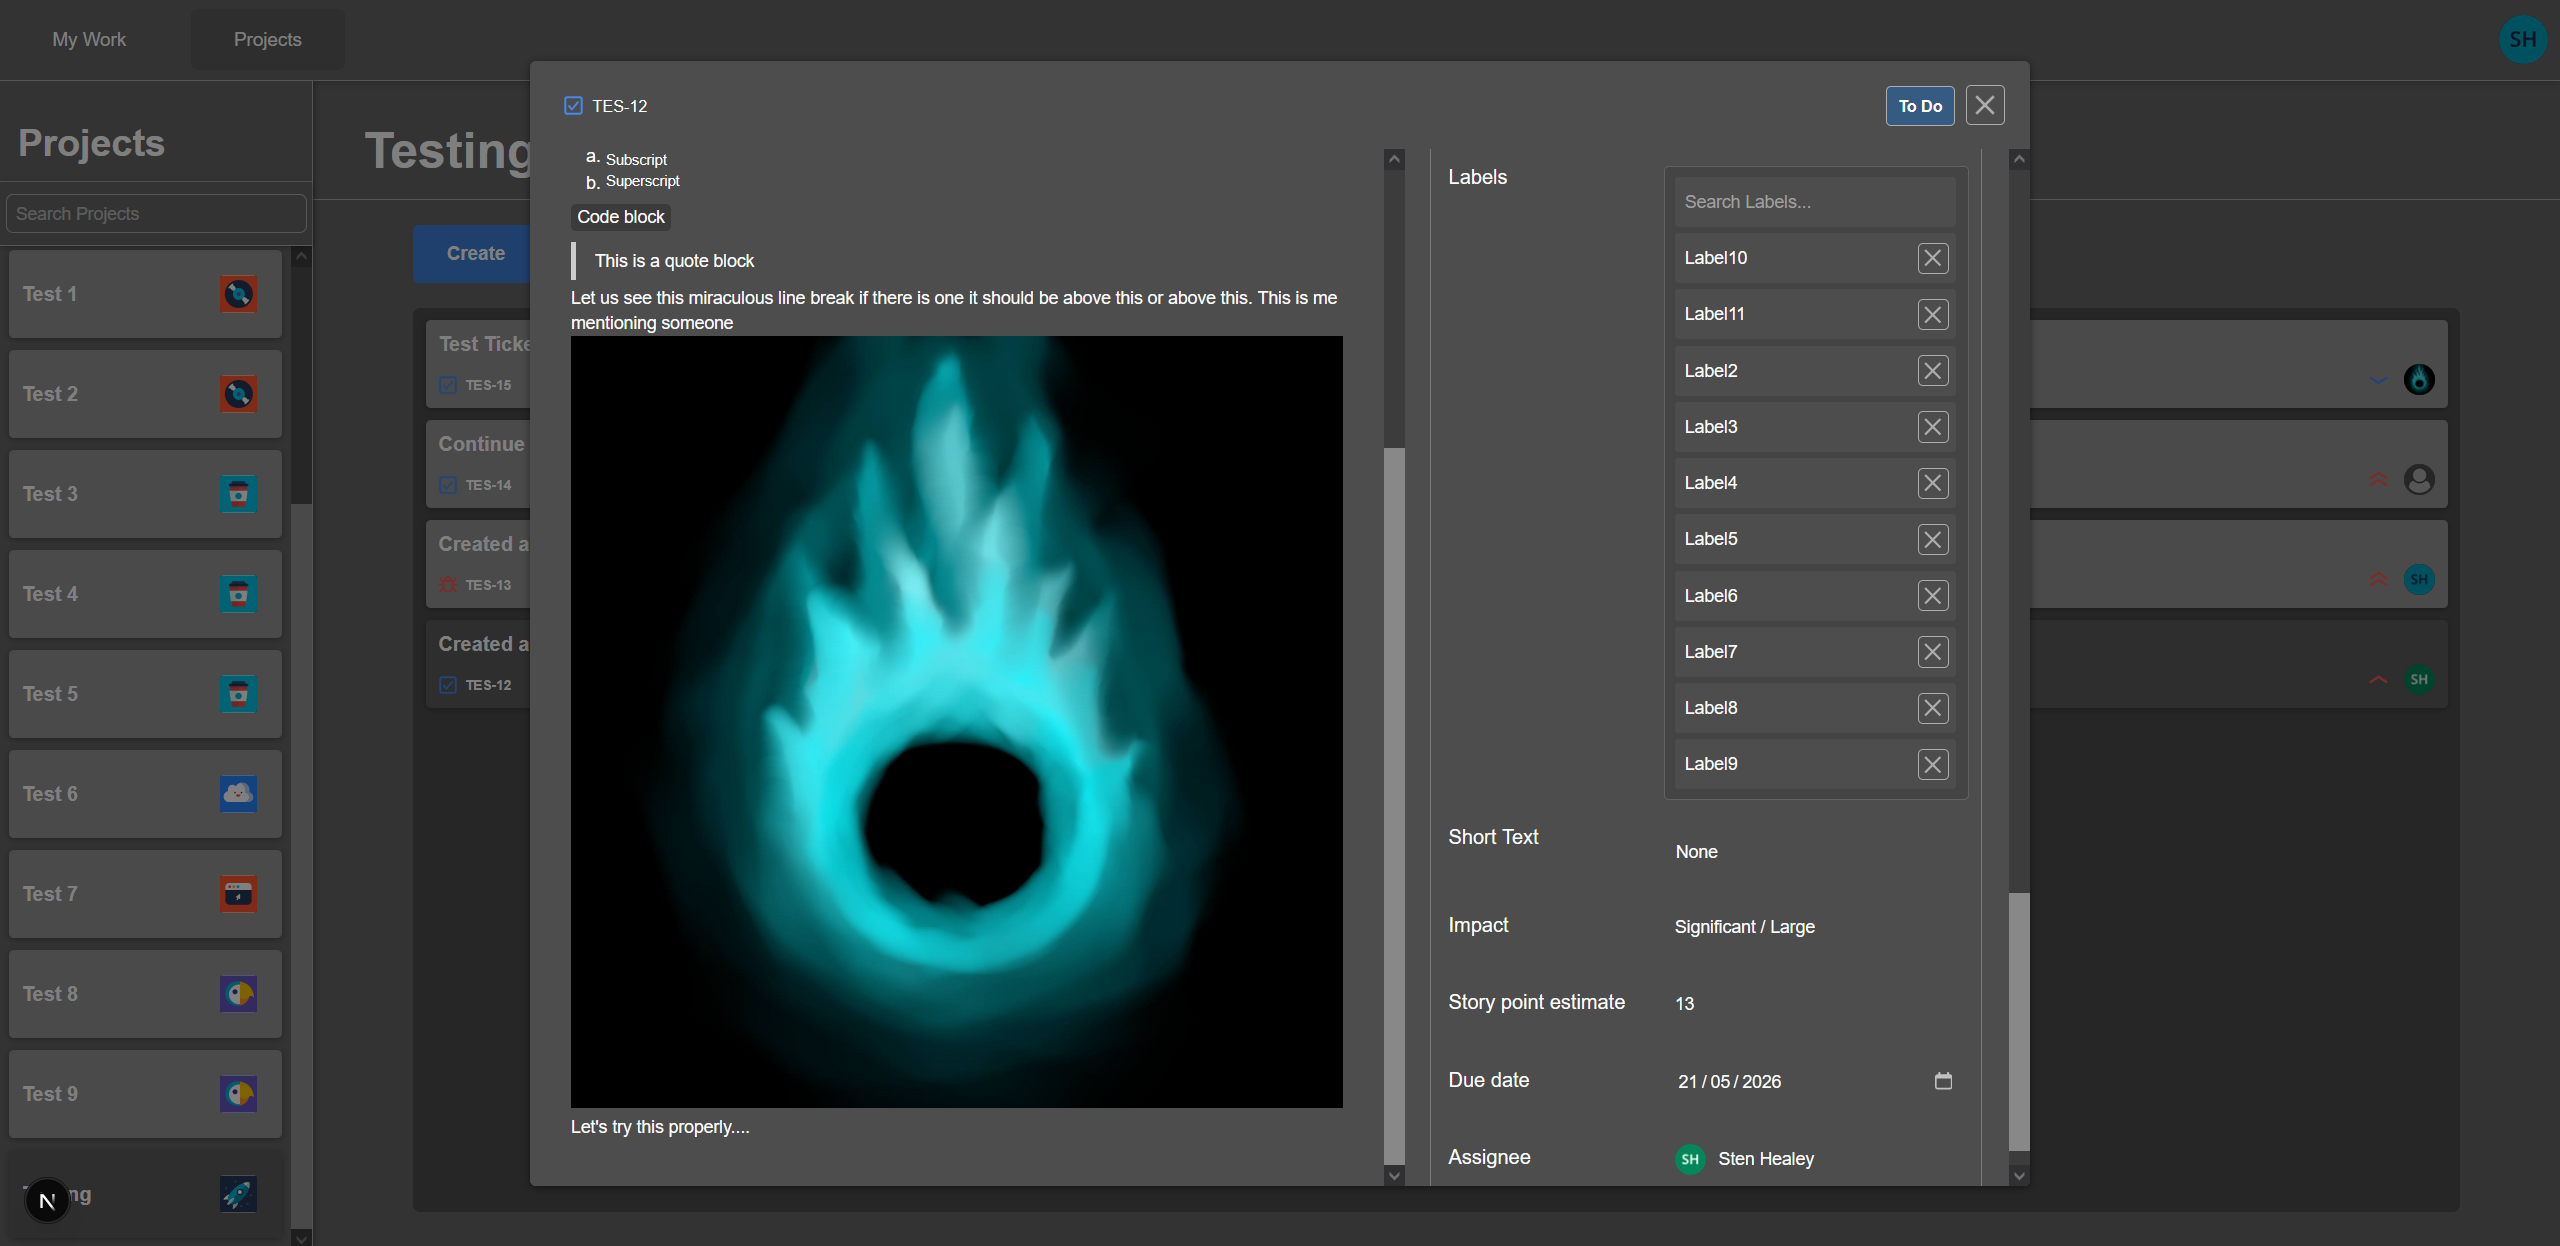 My Work
Projects
SH
Projects
Search Projects
Test 1
Test 2
Test 3
Test 4
Test 5
Test 6
Test 7
Test 8
Test 9
N
ng
Testing
Create
Test Ticke
TES-15
Continue
TES-14
Created a
TES-13
SH
Created a
TES-12
SH
TES-12
To Do
a. Subscript
b. Superscript
Code block
This is a quote block
Let us see this miraculous line break if there is one it should be above this or above this. This is me
mentioning someone
Let's try this properly....
Labels
Search Labels...
Label10
Label11
Label2
Label3
Label4
Label5
Label6
Label7
Label8
Label9
Short Text
None
Impact
Significant / Large
Story point estimate
13
Due date
21 / 05 / 2026
Assignee
SH Sten Healey